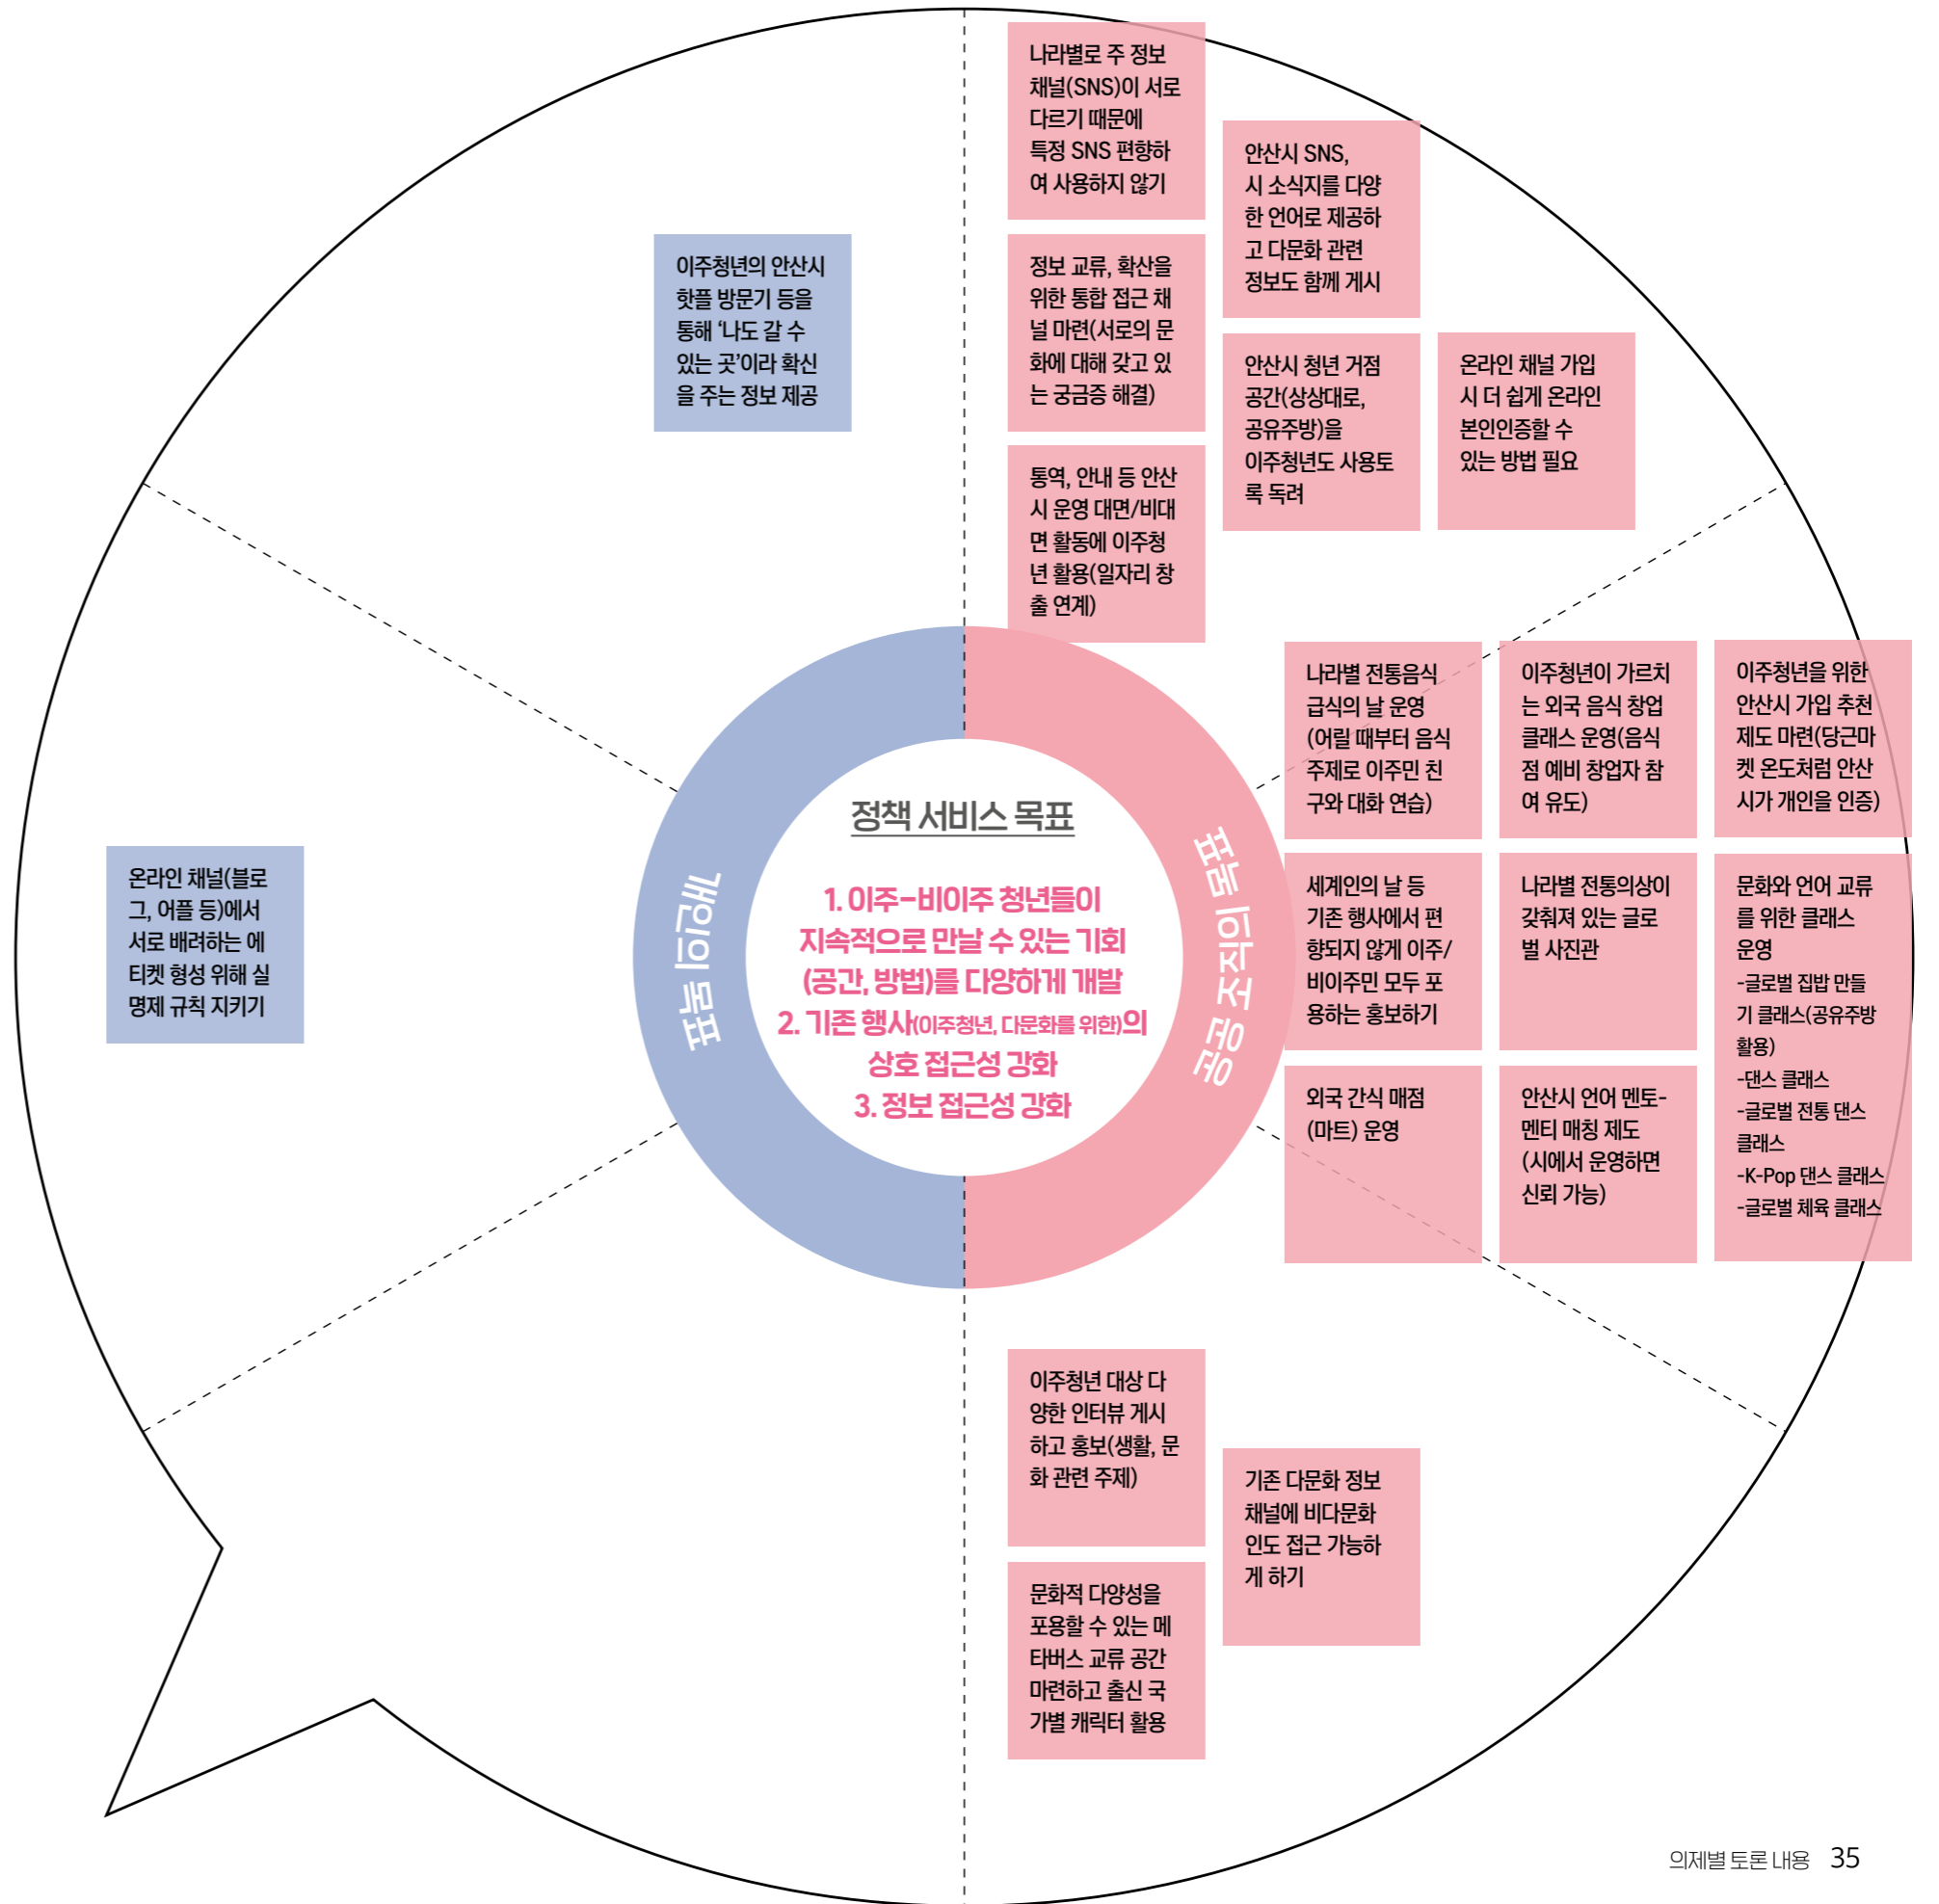 나라별로 주 정보
채널(SNS)이 서로
다르기 때문에
특정 SNS 편향하
여 사용하지 않기
안산시 SNS,
시 소식지를 다양
한 언어로 제공하
고 다문화 관련
정보도 함께 게시
이주청년의 안산시
핫플 방문기 등을
통해 ‘나도 갈 수
있는 곳’이라 확신
을 주는 정보 제공
정보 교류, 확산을
위한 통합 접근 채
널 마련(서로의 문
화에 대해 갖고 있
는 궁금증 해결)
안산시 청년 거점
공간(상상대로,
공유주방)을
이주청년도 사용토
록 독려
온라인 채널 가입
시 더 쉽게 온라인
본인인증할 수
있는 방법 필요
통역, 안내 등 안산
시 운영 대면/비대
면 활동에 이주청
년 활용(일자리 창
출 연계)
나라별 전통음식
급식의 날 운영
(어릴 때부터 음식
주제로 이주민 친
구와 대화 연습)
이주청년이 가르치
는 외국 음식 창업
클래스 운영(음식
점 예비 창업자 참
여 유도)
이주청년을 위한
안산시 가입 추천
제도 마련(당근마
켓 온도처럼 안산
시가 개인을 인증)
온라인 채널(블로
그, 어플 등)에서
서로 배려하는 에
티켓 형성 위해 실
명제 규칙 지키기
개인의 목표
정책 서비스 목표
1. 이주-비이주 청년들이
지속적으로 만날 수 있는 기회
(공간, 방법)를 다양하게 개발
2. 기존 행사(이주청년, 다문화를 위한)의
상호 접근성 강화
3. 정보 접근성 강화
공공 조직의 목표
세계인의 날 등
기존 행사에서 편
향되지 않게 이주/
비이주민 모두 포
용하는 홍보하기
나라별 전통의상이
갖춰져 있는 글로
벌 사진관
문화와 언어 교류
를 위한 클래스
운영
-글로벌 집밥 만들
기 클래스(공유주방
활용)
-댄스 클래스
-글로벌 전통 댄스
클래스
-K-Pop 댄스 클래스
-글로벌 체육 클래스
외국 간식 매점
(마트) 운영
안산시 언어 멘토-
멘티 매칭 제도
(시에서 운영하면
신뢰 가능)
이주청년 대상 다
양한 인터뷰 게시
하고 홍보(생활, 문
화 관련 주제)
기존 다문화 정보
채널에 비다문화
인도 접근 가능하
게 하기
문화적 다양성을
포용할 수 있는 메
타버스 교류 공간
마련하고 출신 국
가별 캐릭터 활용
의제별 토론 내용 35